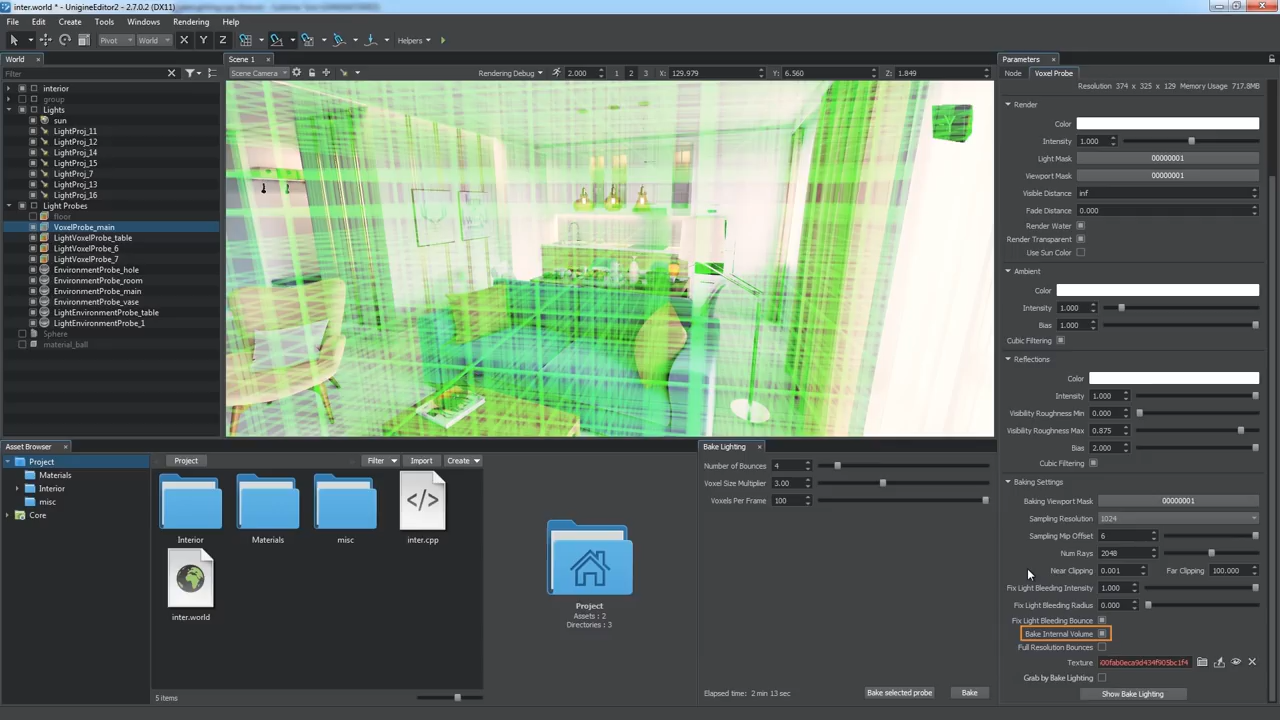 inter.world * - UnigineEditor2 - 2.7.0.2 (DX11)
File Edit Create Tools Windows Rendering Help
Pivot World X Y Z Helpers
World
Filter
interior
group
Lights
sun
LightProj_11
LightProj_12
LightProj_14
LightProj_15
LightProj_7
LightProj_13
LightProj_16
Light Probes
floor
VoxelProbe_main
LightVoxelProbe_table
LightVoxelProbe_6
LightVoxelProbe_7
EnvironmentProbe_hole
EnvironmentProbe_room
EnvironmentProbe_main
EnvironmentProbe_vase
LightEnvironmentProbe_table
LightEnvironmentProbe_1
Sphere
material_ball
Scene 1
Scene Camera Rendering Debug 2.000 1 2 3 X: 129.979 Y: 6.560 Z: 1.849
Asset Browser
Project
Materials
Interior
misc
Core
Project Filter Import Create
Interior Materials misc inter.cpp
inter.world
5 items
Project
Assets : 2
Directories : 3
Bake Lighting
Number of Bounces 4
Voxel Size Multiplier 3.00
Voxels Per Frame 100
Elapsed time: 2 min 13 sec Bake selected probe Bake
Parameters
Node Voxel Probe
Resolution 374 x 325 x 129 Memory Usage 717.8MB
Render
Color
Intensity 1.000
Light Mask 00000001
Viewport Mask 00000001
Visible Distance inf
Fade Distance 0.000
Render Water
Render Transparent
Use Sun Color
Ambient
Color
Intensity 1.000
Bias 1.000
Cubic Filtering
Reflections
Color
Intensity 1.000
Visibility Roughness Min 0.000
Visibility Roughness Max 0.875
Bias 2.000
Cubic Filtering
Baking Settings
Baking Viewport Mask 00000001
Sampling Resolution 1024
Sampling Mip Offset 6
Num Rays 2048
Near Clipping 0.001 Far Clipping 100.000
Fix Light Bleeding Intensity 1.000
Fix Light Bleeding Radius 0.000
Fix Light Bleeding Bounce
Bake Internal Volume
Full Resolution Bounces
Texture
Grab by Bake Lighting
Show Bake Lighting